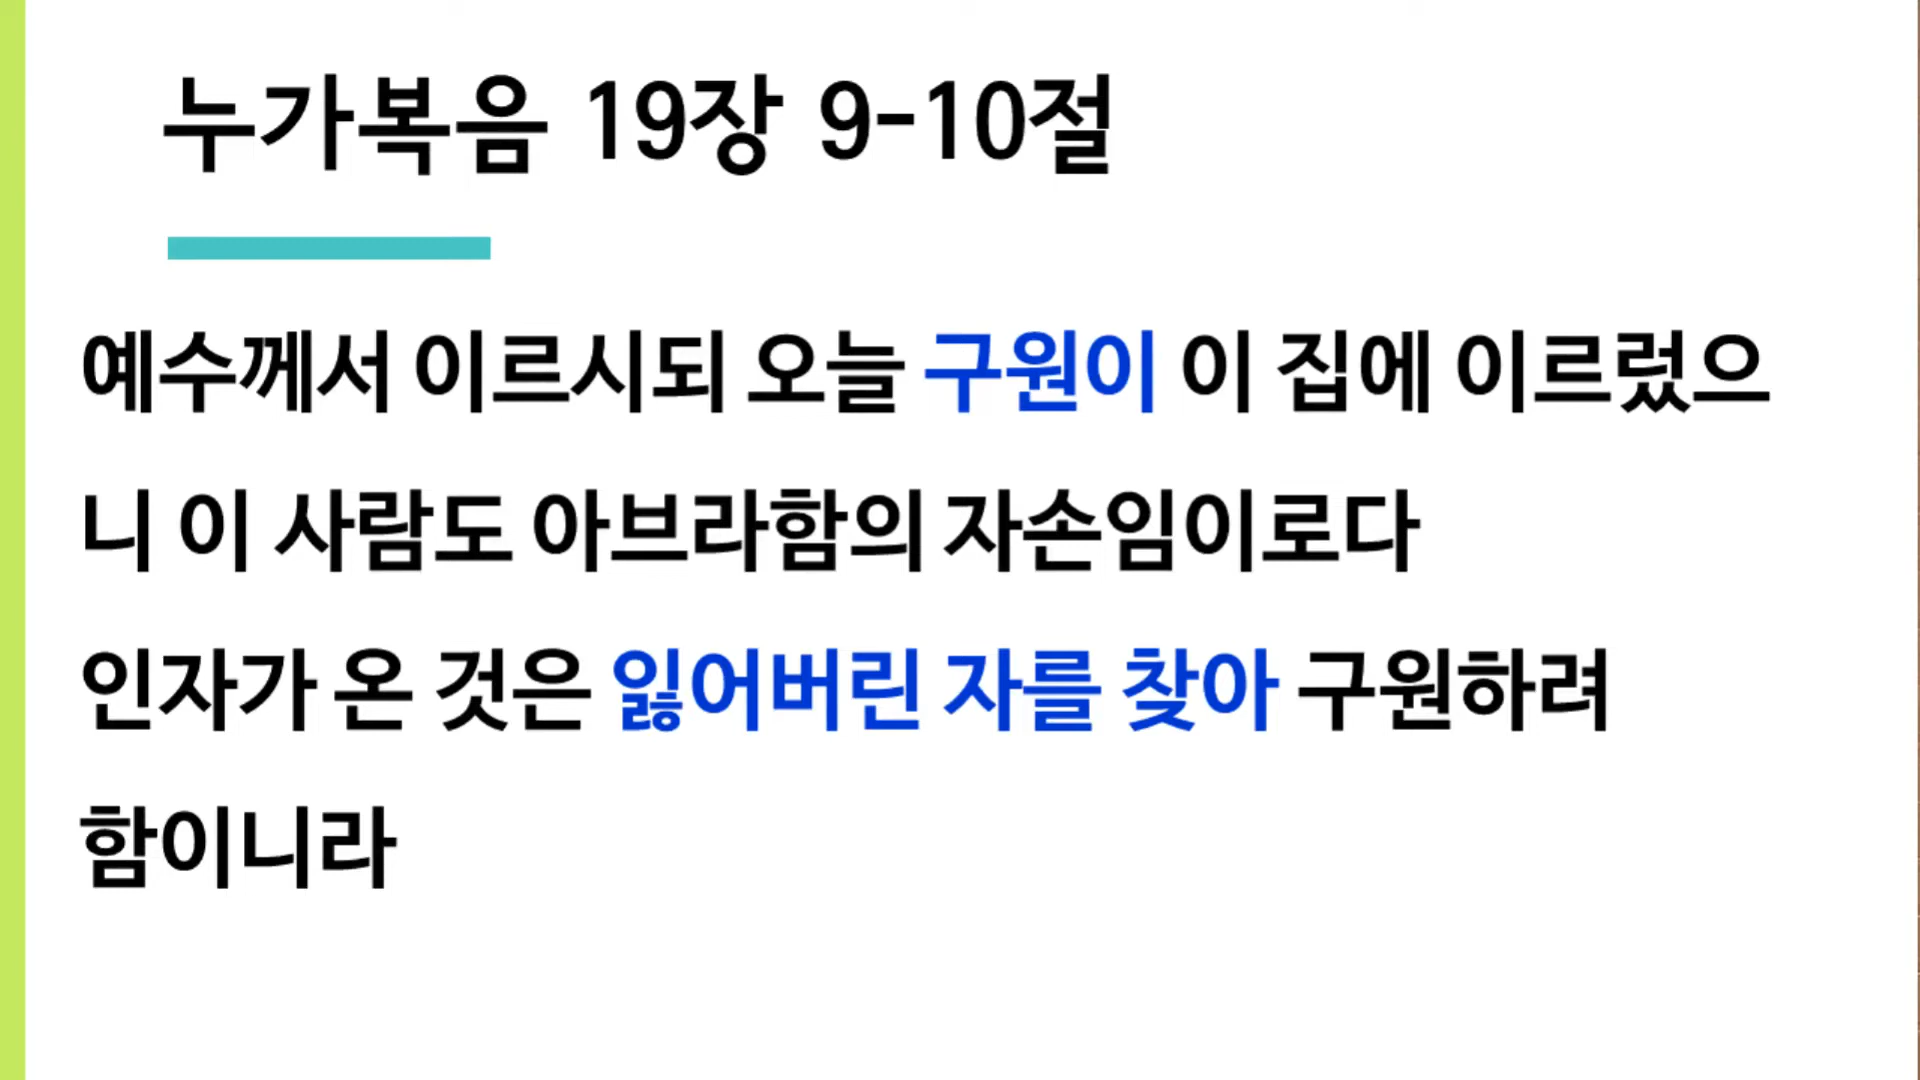 누가복음 19장 9-10절
예수께서 이르시되 오늘 구원이 이 집에 이르렀으
니 이 사람도 아브라함의 자손임이로다
인자가 온 것은 잃어버린 자를 찾아 구원하려
함이니라